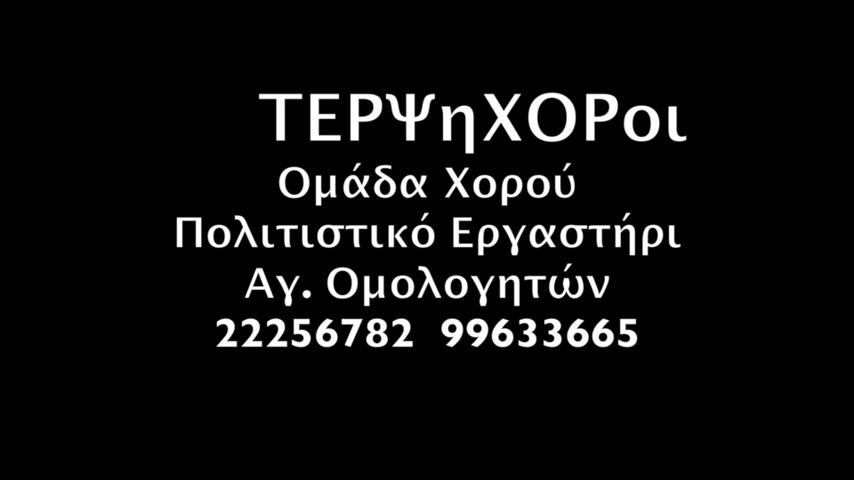 ΤΕΡΨηΧΟΡοι
Ομάδα Χορού
Πολιτιστικό Εργαστήρι
Αγ. Ομολογητών
22256782 99633665